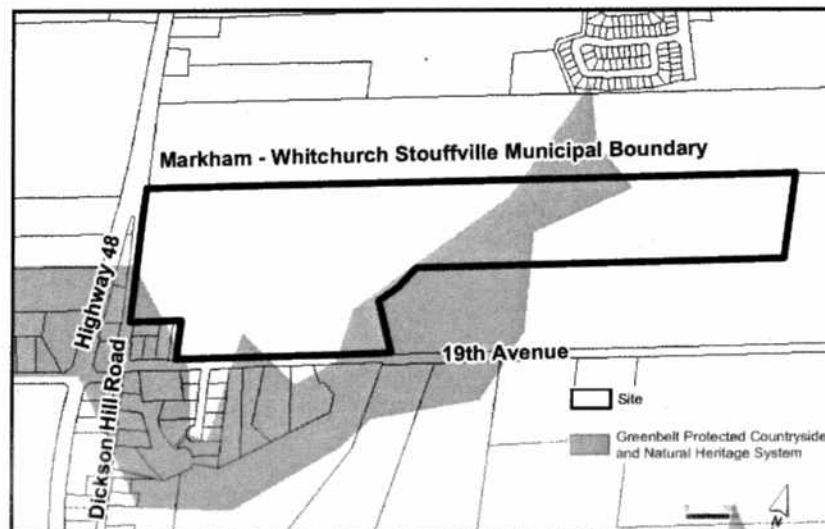 Markham - Whitchurch Stouffville Municipal Boundary
Highway 48
Dickson Hill Road
19th Avenue
Site
Greenbelt Protected Countryside
and Natural Heritage System
N